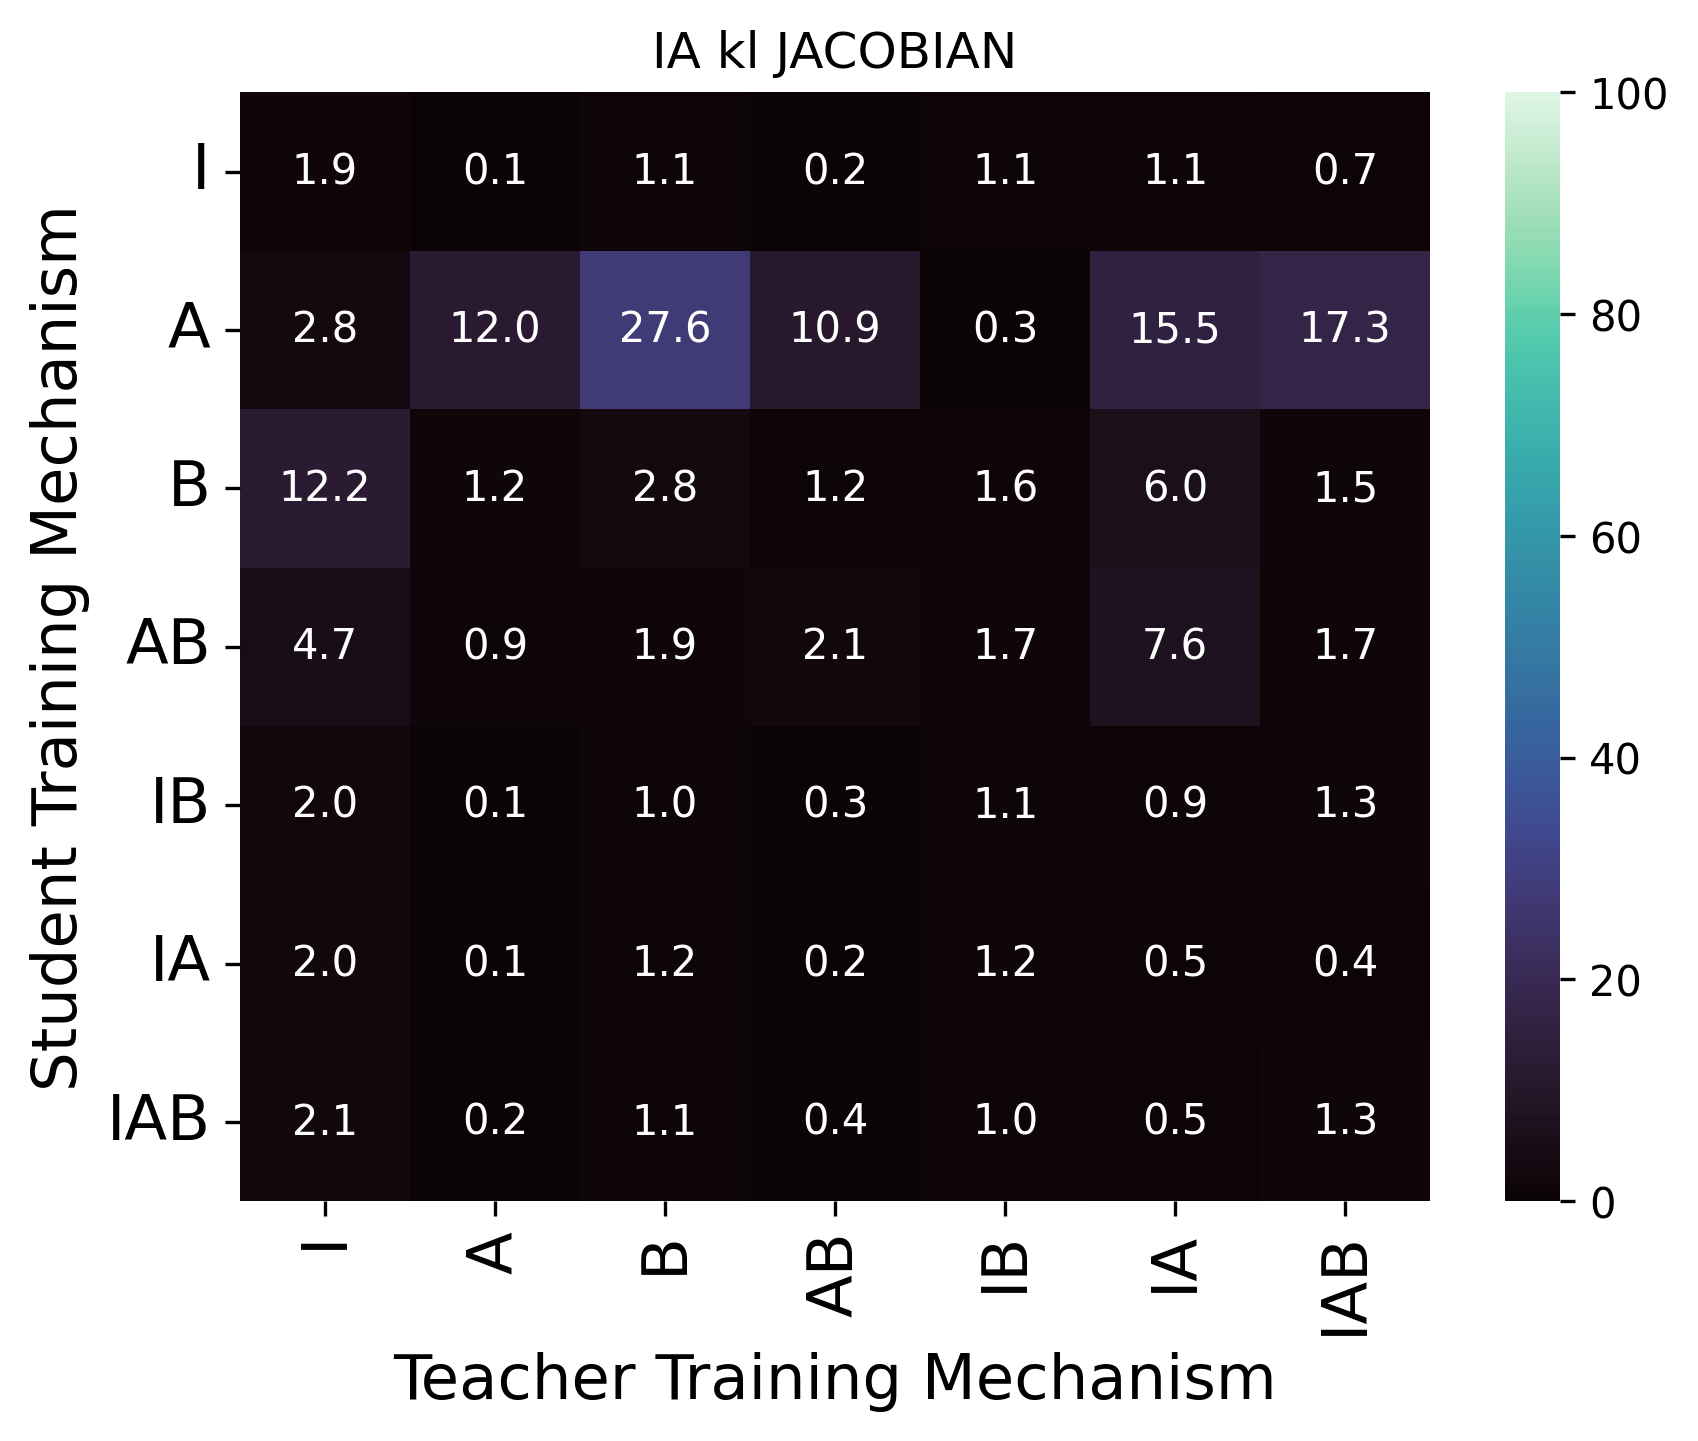 IA kl JACOBIAN
Student Training Mechanism
I 1.9 0.1 1.1 0.2 1.1 1.1 0.7
A 2.8 12.0 27.6 10.9 0.3 15.5 17.3
B 12.2 1.2 2.8 1.2 1.6 6.0 1.5
AB 4.7 0.9 1.9 2.1 1.7 7.6 1.7
IB 2.0 0.1 1.0 0.3 1.1 0.9 1.3
IA 2.0 0.1 1.2 0.2 1.2 0.5 0.4
IAB 2.1 0.2 1.1 0.4 1.0 0.5 1.3
I A B AB IB IA IAB
Teacher Training Mechanism
100
80
60
40
20
0